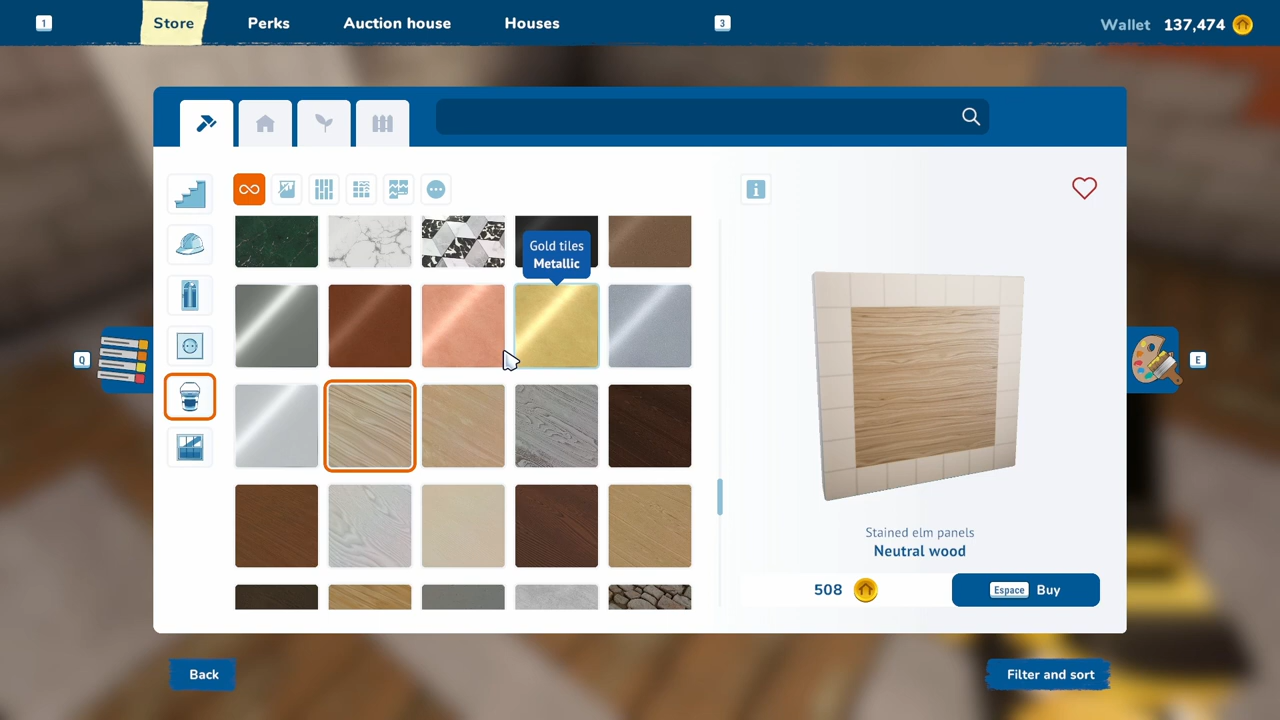 1
Store
Perks
Auction house
Houses
3
Wallet 137,474
Gold tiles
Metallic
Q
E
Stained elm panels
Neutral wood
508
Espace Buy
Back
Filter and sort